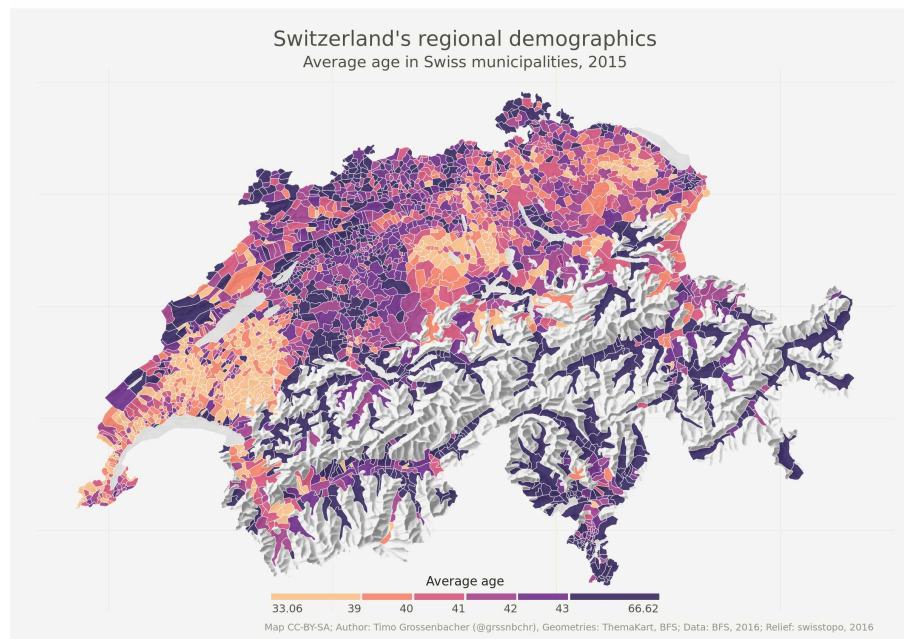 Switzerland's regional demographics
Average age in Swiss municipalities, 2015
Average age
33.06 39 40 41 42 43 66.62
Map CC-BY-SA; Author: Timo Grossenbacher (@grssnbchr), Geometries: ThemaKart, BFS; Data: BFS, 2016; Relief: swisstopo, 2016